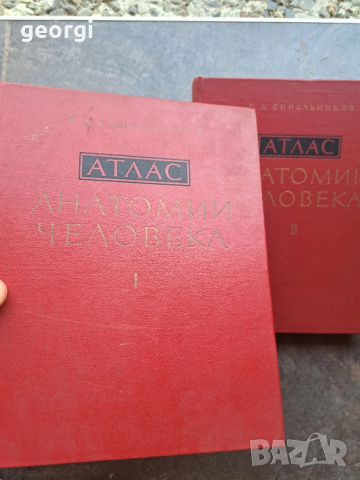 georgi
АТЛАС
АНАТОМИИ
ЧЕЛОВЕКА
I
Р. Д. СИНЕЛЬНИКОВ
АТЛАС
АНАТОМИИ
ЧЕЛОВЕКА
II
BAZAR